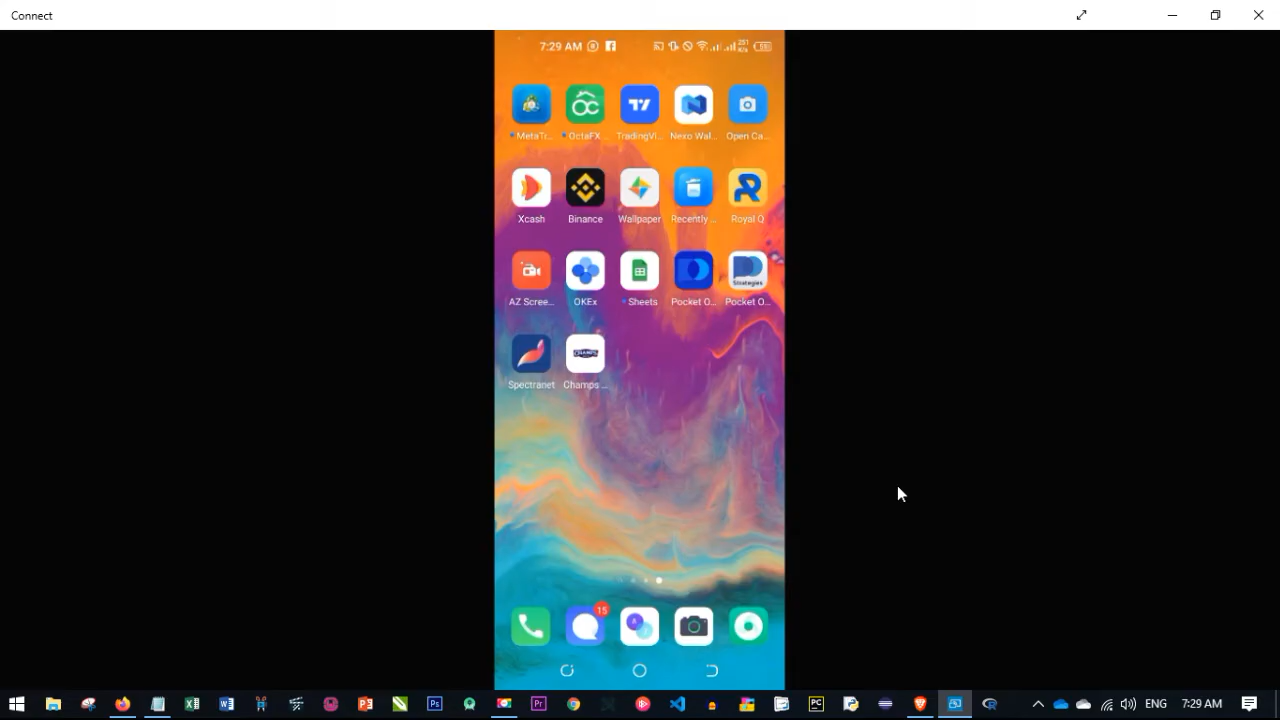 Connect
7:29 AM
MetaTr... OctaFX TradingVi... Nexo Wal... Open Ca...
Xcash Binance Wallpaper Recently ... Royal Q
Strategies
AZ Scree... OKEx Sheets Pocket O... Pocket O...
CHAMPS
Spectranet Champs ...
15
ENG 7:29 AM